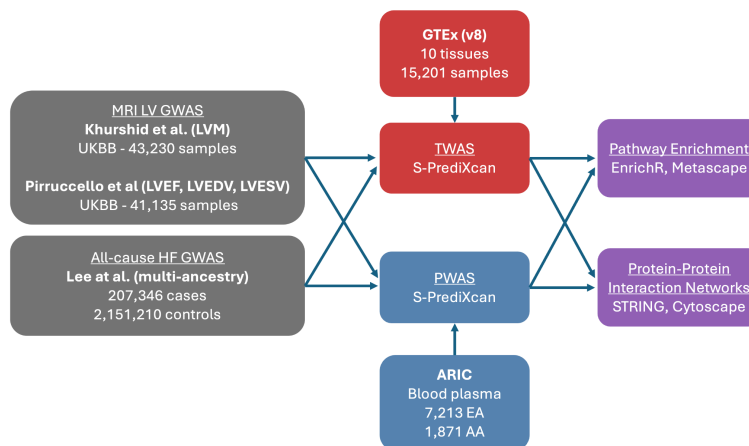 GTEx (v8)
10 tissues
15,201 samples
MRI LV GWAS
Khurshid et al. (LVM)
UKBB - 43,230 samples
Pirruccello et al (LVEF, LVEDV, LVESV)
UKBB - 41,135 samples
TWAS
S-PrediXcan
Pathway Enrichment
EnrichR, Metascape
All-cause HF GWAS
Lee at al. (multi-ancestry)
207,346 cases
2,151,210 controls
PWAS
S-PrediXcan
Protein-Protein
Interaction Networks
STRING, Cytoscape
ARIC
Blood plasma
7,213 EA
1,871 AA